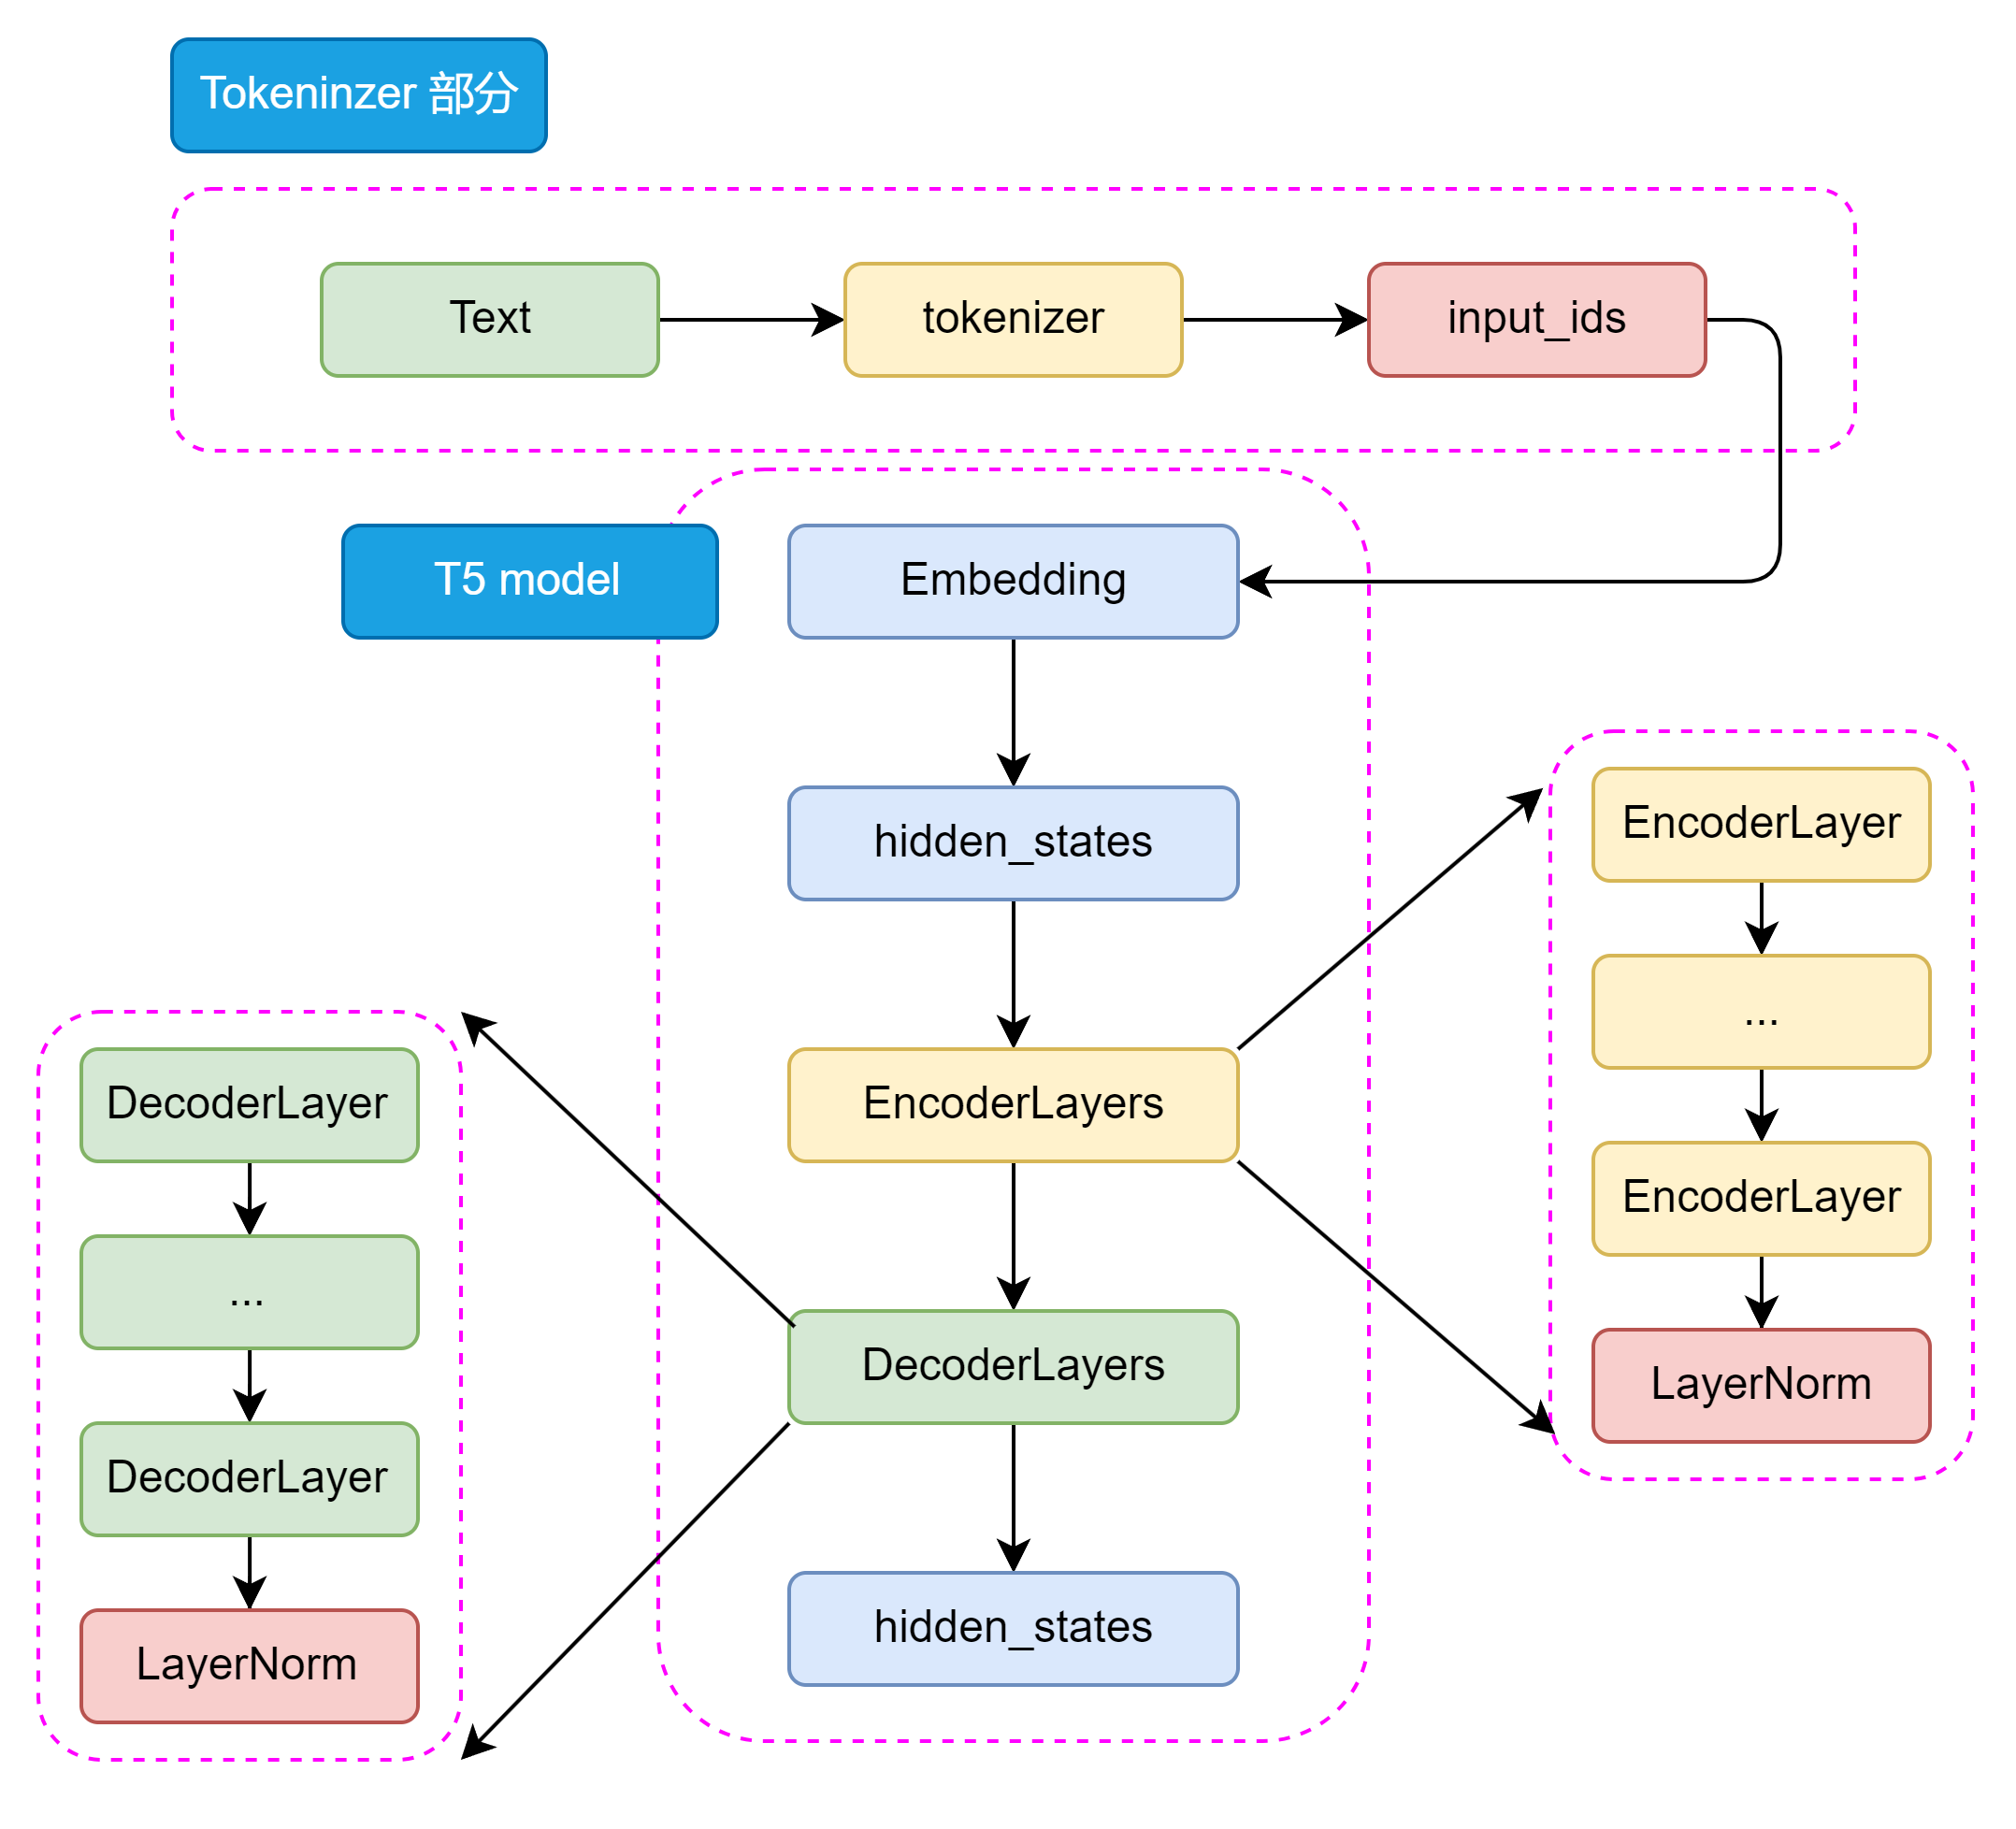 Tokeninzer 部分
Text
tokenizer
input_ids
T5 model
Embedding
hidden_states
EncoderLayers
DecoderLayers
hidden_states
EncoderLayer
...
EncoderLayer
LayerNorm
DecoderLayer
...
DecoderLayer
LayerNorm